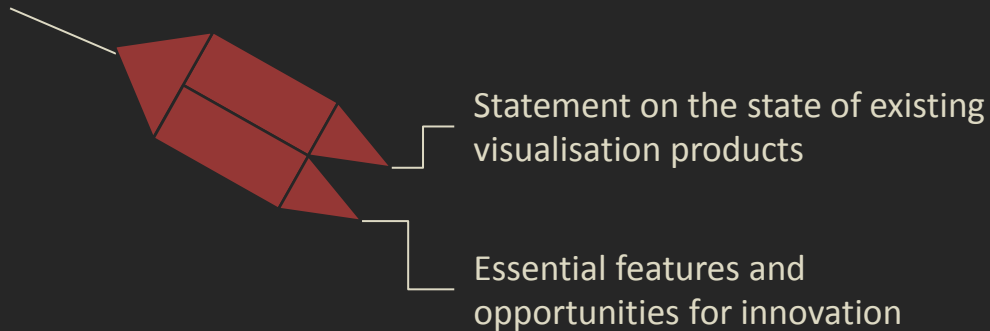 Statement on the state of existing
visualisation products
Essential features and
opportunities for innovation